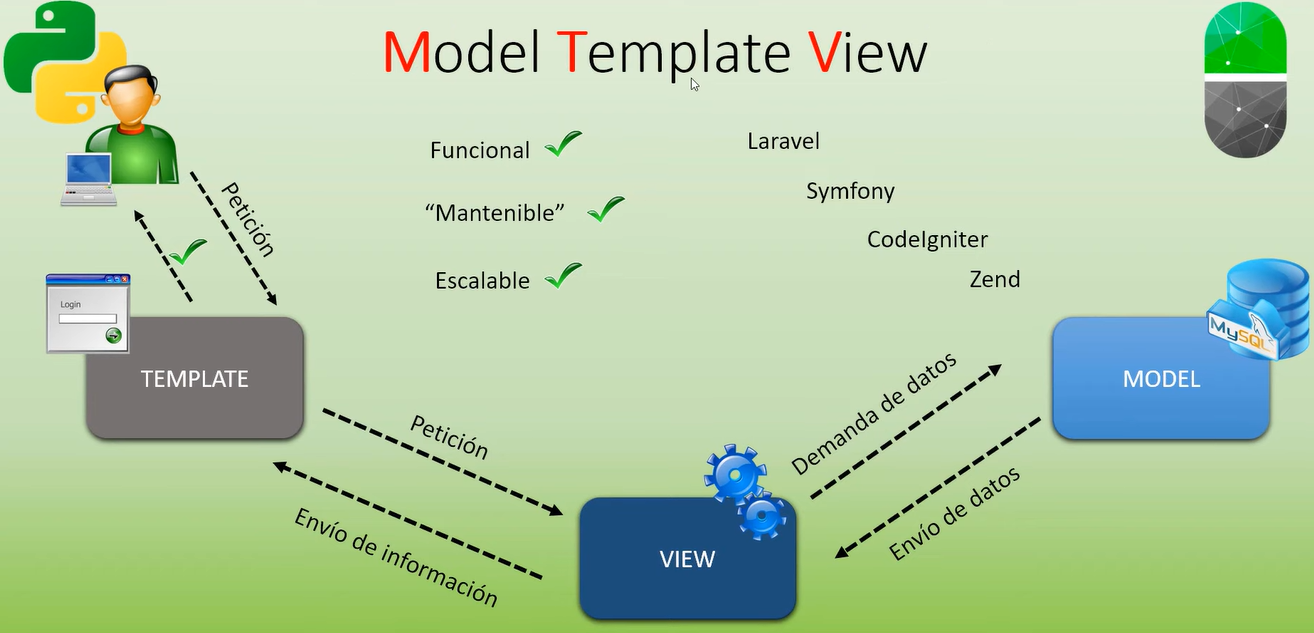 Model Template View
Funcional
Laravel
"Mantenible"
Symfony
CodeIgniter
Escalable
Zend
Petición
Login
TEMPLATE
MySQL
MODEL
Petición
Envío de información
Demanda de datos
Envío de datos
VIEW